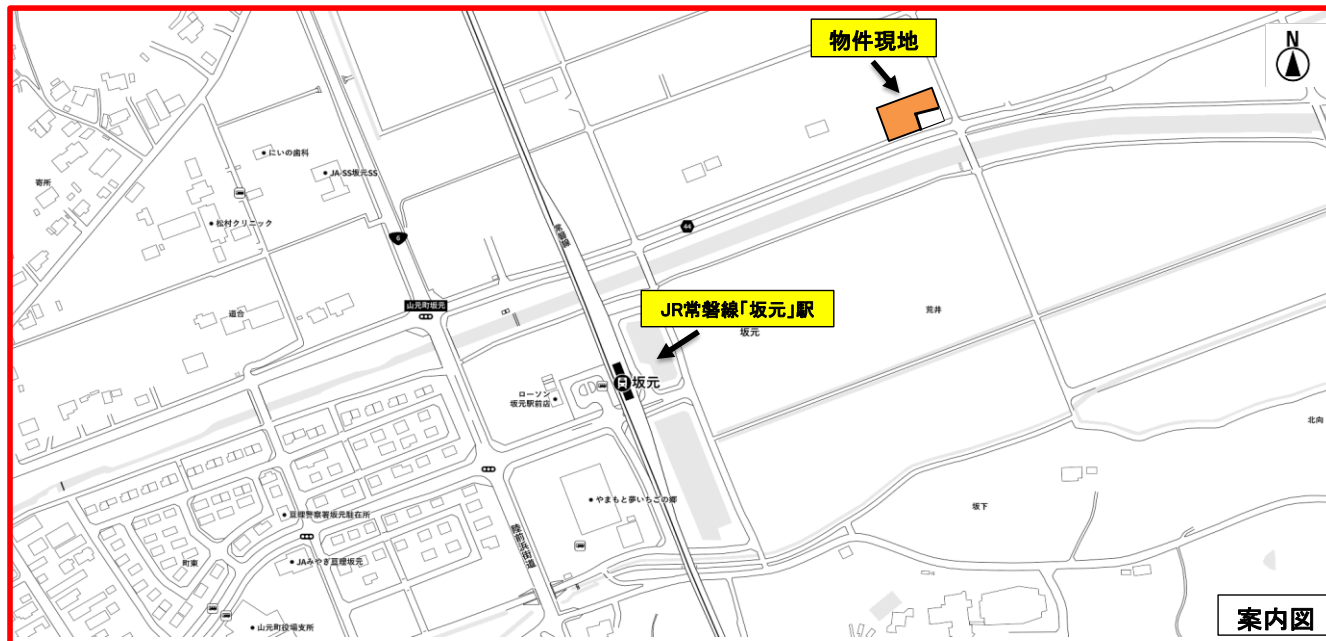 物件現地
N
にいの歯科
JA-SS坂元SS
寄所
松村クリニック
6
常磐線
44
山元町坂元
道合
JR常磐線「坂元」駅
坂元
荒井
坂元
ローソン
坂元駅前店
北向
やまもと夢いちごの郷
坂下
亘理警察署坂元駐在所
陸前浜街道
町東
JAみやぎ亘理坂元
山元町役場支所
案内図